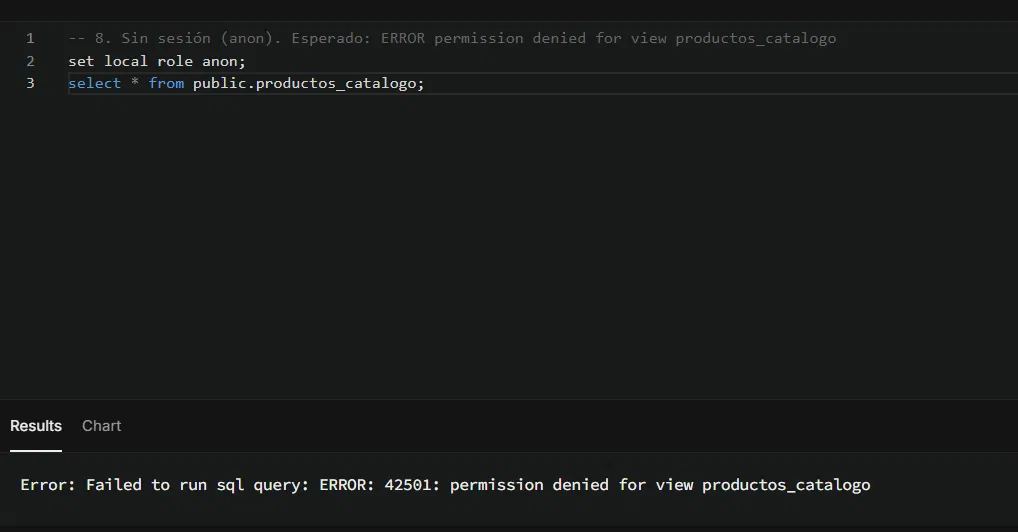 1 -- 8. Sin sesión (anon). Esperado: ERROR permission denied for view productos_catalogo
2 set local role anon;
3 select * from public.productos_catalogo;
Results Chart
Error: Failed to run sql query: ERROR: 42501: permission denied for view productos_catalogo